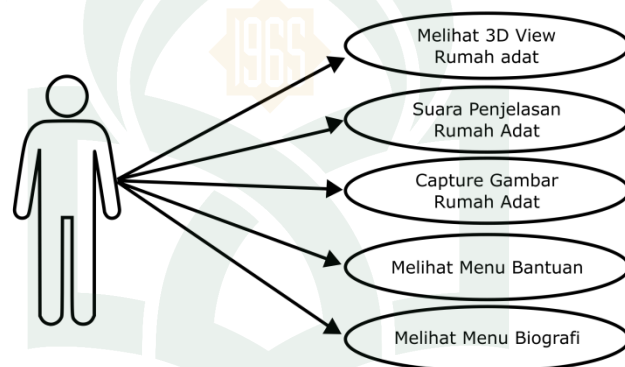 1965
Melihat 3D View
Rumah adat
Suara Penjelasan
Rumah Adat
Capture Gambar
Rumah Adat
Melihat Menu Bantuan
Melihat Menu Biografi